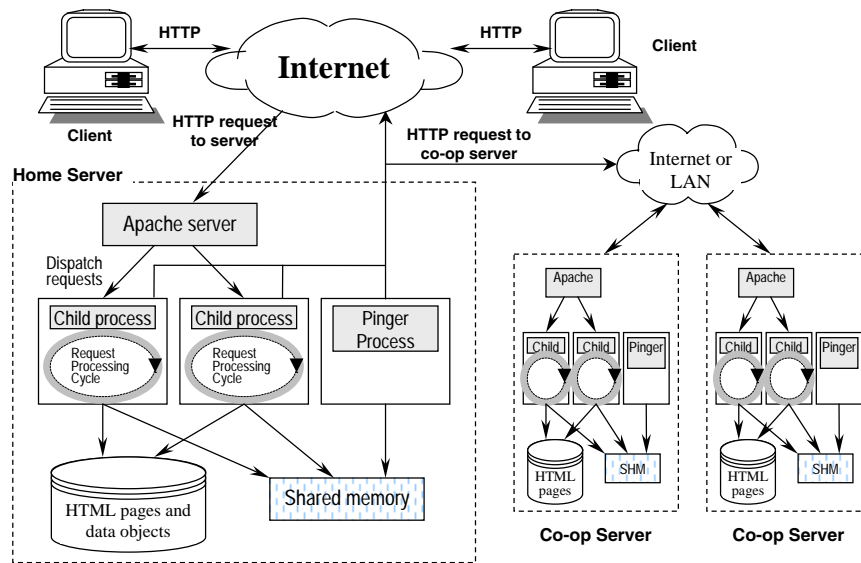 HTTP
HTTP
Internet
Client
Client
HTTP request
to server
HTTP request to
co-op server
Internet or
LAN
Home Server
Apache server
Dispatch
requests
Child process
Request
Processing
Cycle
Child process
Request
Processing
Cycle
Pinger
Process
HTML pages and
data objects
Shared memory
Apache
Child
Child
Pinger
HTML
pages
SHM
Co-op Server
Apache
Child
Child
Pinger
HTML
pages
SHM
Co-op Server